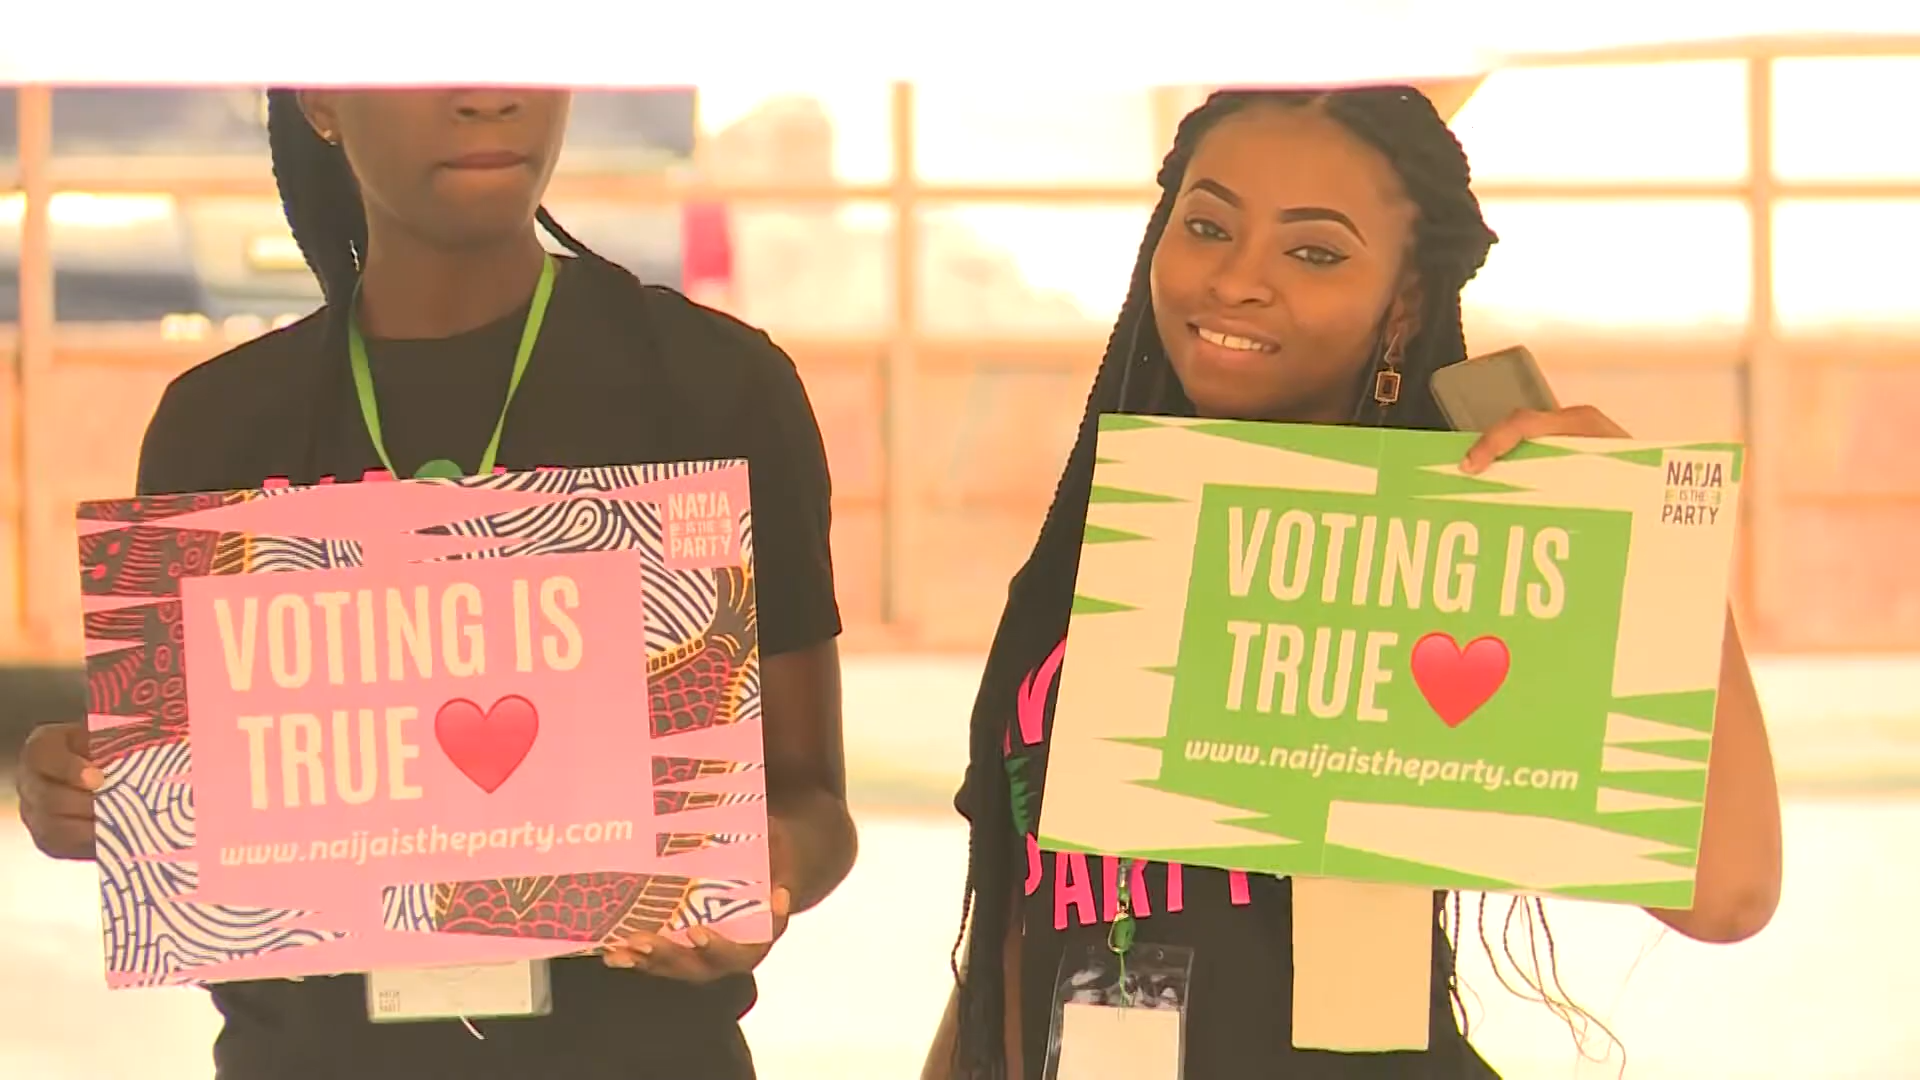 NAIJA
IS THE
PARTY
VOTING IS
TRUE ❤
www.naijaistheparty.com
NAIJA
IS THE
PARTY
VOTING IS
TRUE ❤
www.naijaistheparty.com
PARTY